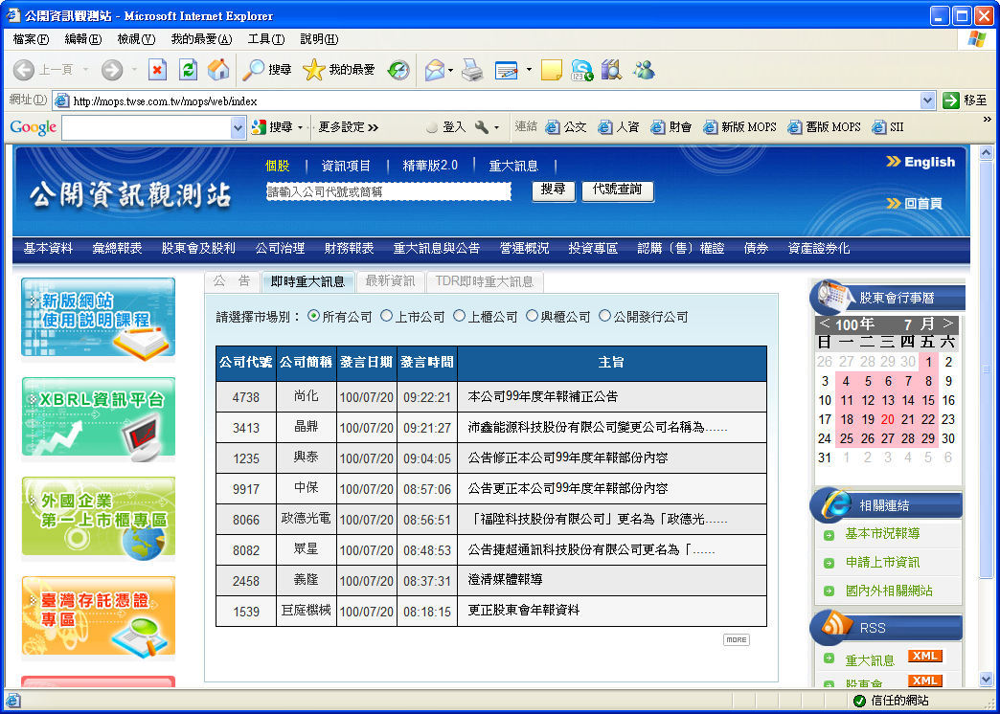 公開資訊觀測站 - Microsoft Internet Explorer
檔案(F) 編輯(E) 檢視(V) 我的最愛(A) 工具(T) 說明(H)
上一頁 搜尋 我的最愛
網址(D) http://mops.twse.com.tw/mops/web/index 移至
Google 搜尋 更多設定 >> 登入 連結 公文 人資 財會 新版 MOPS 舊版 MOPS SII
公開資訊觀測站
個股 | 資訊項目 | 精華版2.0 | 重大訊息 |
English
請輸入公司代號或簡稱 搜尋 代號查詢
回首頁
基本資料 彙總報表 股東會及股利 公司治理 財務報表 重大訊息與公告 營運概況 投資專區 認購〔售〕權證 債券 資產證券化
新版網站
使用說明課程
XBRL資訊平台
外國企業
第一上市櫃專區
臺灣存託憑證
專區
公 告 即時重大訊息 最新資訊 TDR即時重大訊息
請選擇市場別： 所有公司 上市公司 上櫃公司 興櫃公司 公開發行公司
公司代號 公司簡稱 發言日期 發言時間 主旨
4738 尚化 100/07/20 09:22:21 本公司99年度年報補正公告
3413 晶鼎 100/07/20 09:21:27 沛鑫能源科技股份有限公司變更公司名稱為......
1235 興泰 100/07/20 09:04:05 公告修正本公司99年度年報部份內容
9917 中保 100/07/20 08:57:06 公告更正本公司99年度年報部份內容
8066 政德光電 100/07/20 08:56:51 「福陞科技股份有限公司」更名為「政德光......
8082 眾星 100/07/20 08:48:53 公告捷超通訊科技股份有限公司更名為「......
2458 義隆 100/07/20 08:37:31 澄清媒體報導
1539 巨庭機械 100/07/20 08:18:15 更正股東會年報資料
MORE
股東會行事曆
< 100年 7 月 >
日 一 二 三 四 五 六
26 27 28 29 30 1 2
3 4 5 6 7 8 9
10 11 12 13 14 15 16
17 18 19 20 21 22 23
24 25 26 27 28 29 30
31 1 2 3 4 5 6
相關連結
基本市況報導
申請上市資訊
國內外相關網站
RSS
重大訊息 XML
股東會 XML
信任的網站